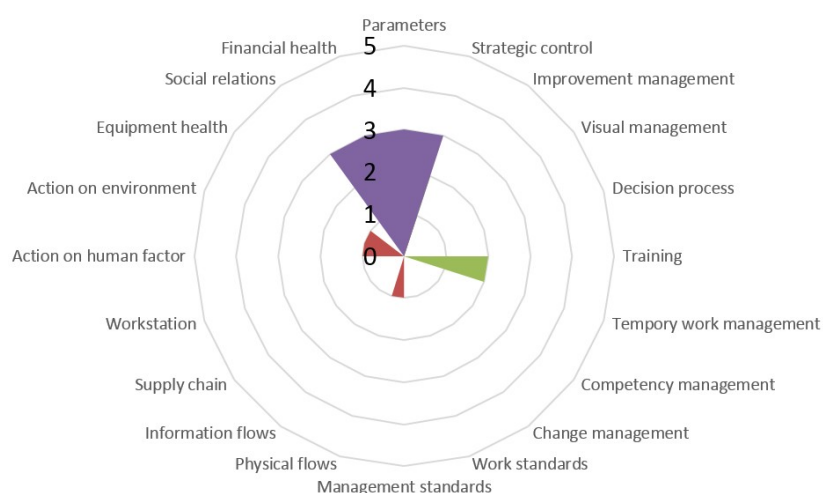 Parameters
Financial health
5
Strategic control
Social relations
4
Improvement management
Equipment health
3
Visual management
Action on environment
2
Decision process
1
Action on human factor
0
Training
Workstation
Tempory work management
Supply chain
Competency management
Information flows
Change management
Physical flows
Work standards
Management standards